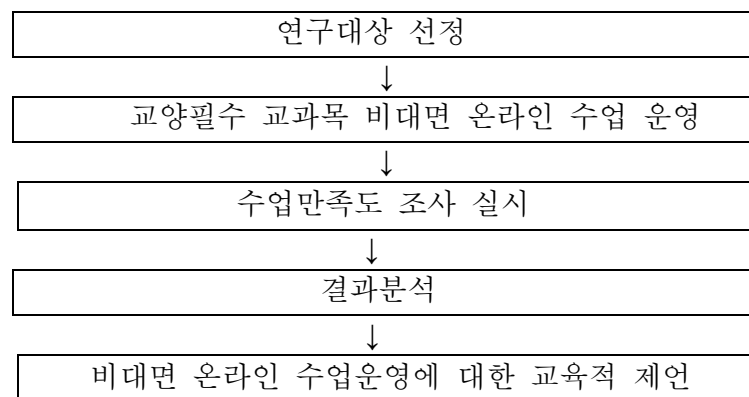 연구대상 선정
↓
교양필수 교과목 비대면 온라인 수업 운영
↓
수업만족도 조사 실시
↓
결과분석
↓
비대면 온라인 수업운영에 대한 교육적 제언